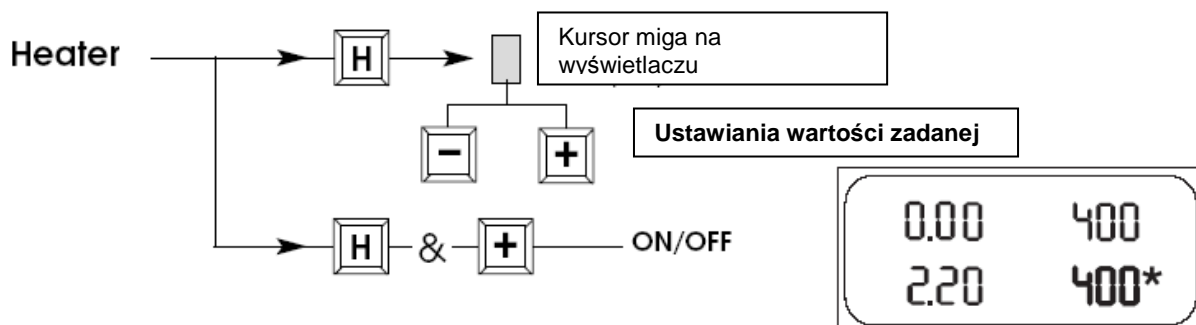 Heater
H
Kursor miga na
wyświetlaczu
− +
Ustawiania wartości zadanej
H & + ON/OFF
0.00 400
2.20 400*